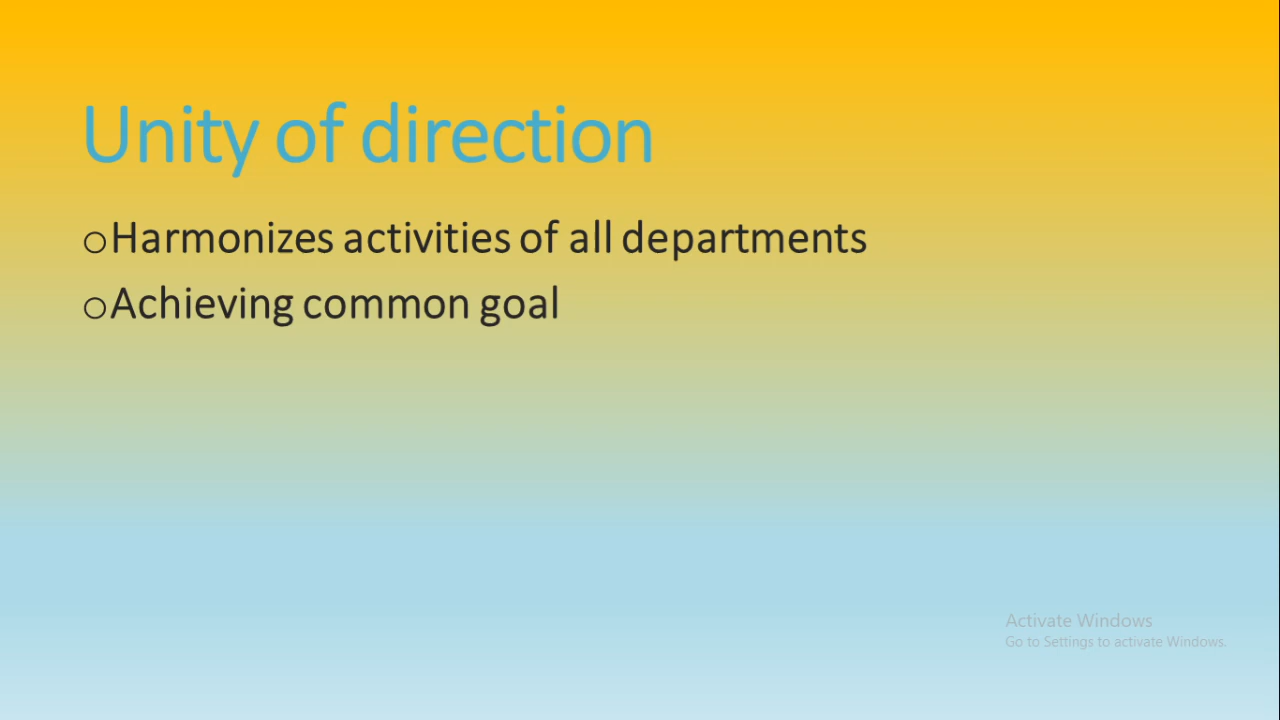 Unity of direction
oHarmonizes activities of all departments
oAchieving common goal
Activate Windows
Go to Settings to activate Windows.